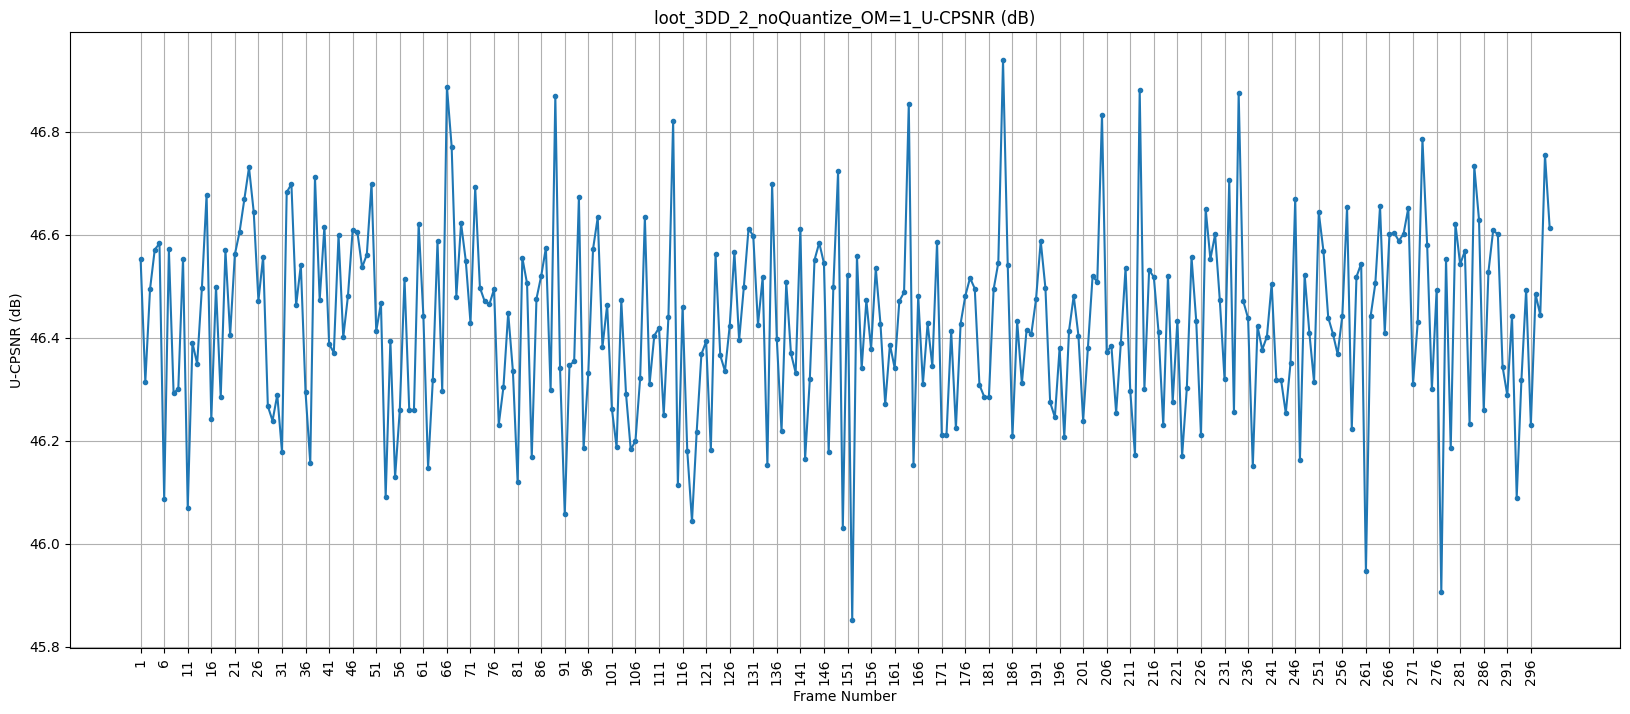 loot_3DD_2_noQuantize_OM=1_U-CPSNR (dB)
U-CPSNR (dB)
46.8
46.6
46.4
46.2
46.0
45.8
1 6 11 16 21 26 31 36 41 46 51 56 61 66 71 76 81 86 91 96 101 106 111 116 121 126 131 136 141 146 151 156 161 166 171 176 181 186 191 196 201 206 211 216 221 226 231 236 241 246 251 256 261 266 271 276 281 286 291 296
Frame Number